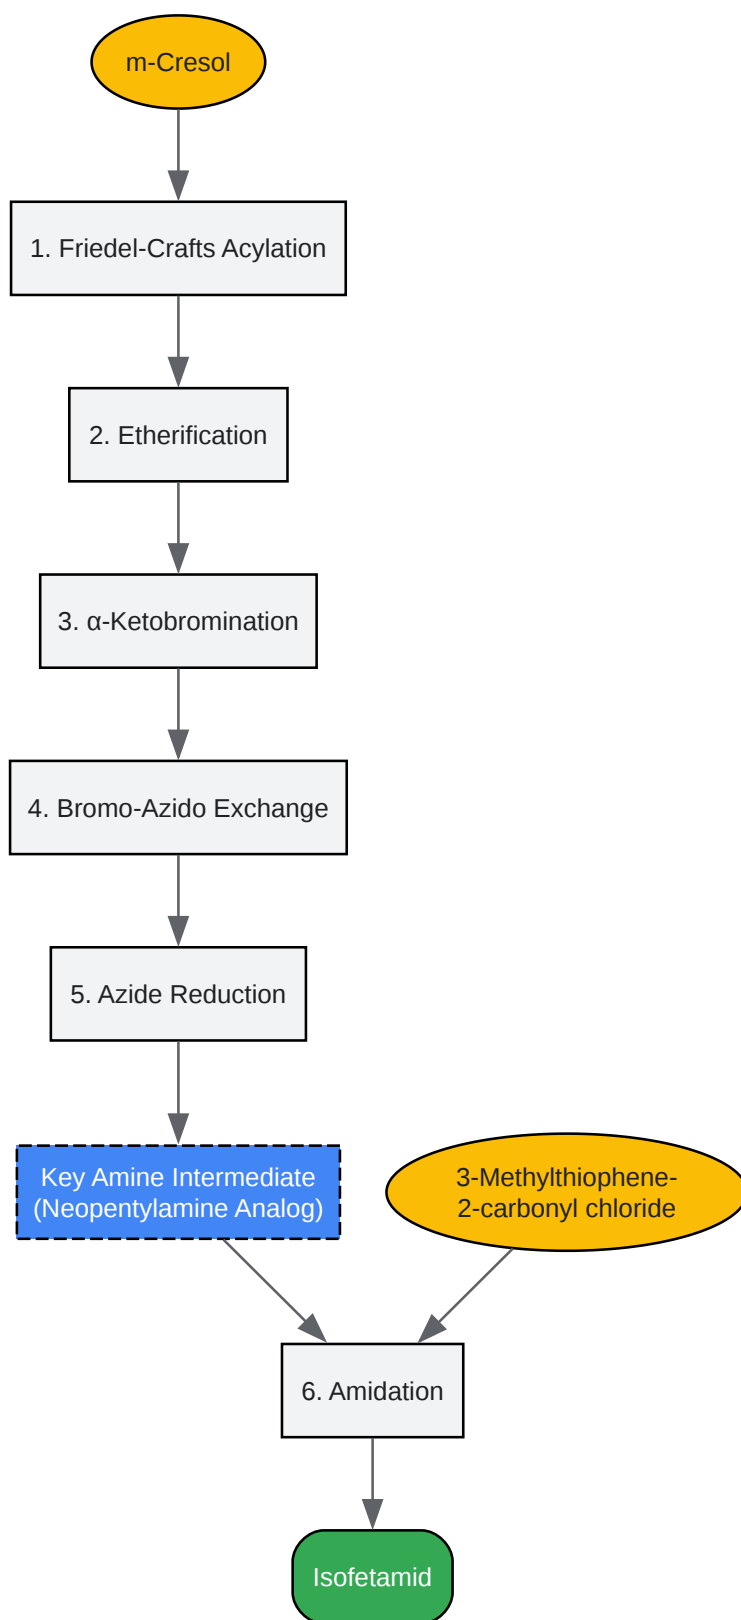 m-Cresol
1. Friedel-Crafts Acylation
2. Etherification
3. α-Ketobromination
4. Bromo-Azido Exchange
5. Azide Reduction
Key Amine Intermediate
(Neopentylamine Analog)
3-Methylthiophene-
2-carbonyl chloride
6. Amidation
Isofetamid